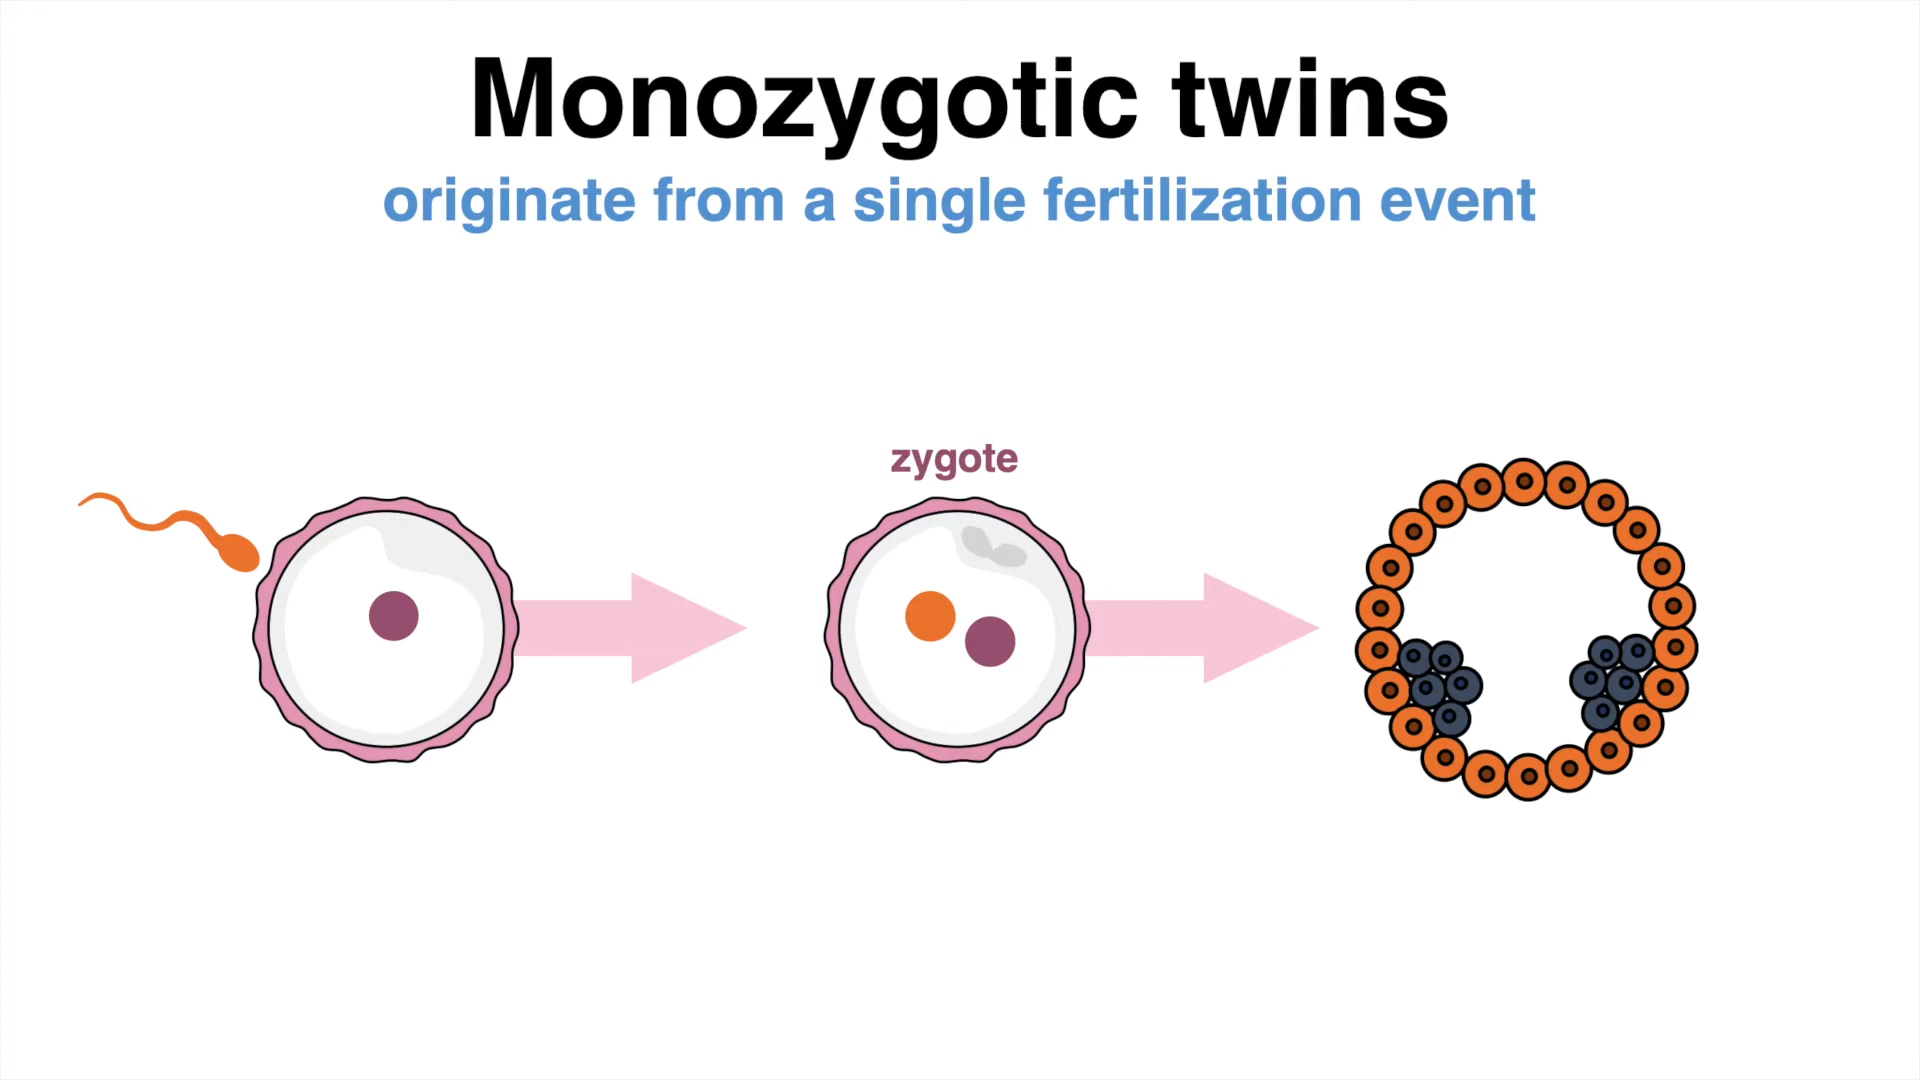 Monozygotic twins
originate from a single fertilization event
zygote